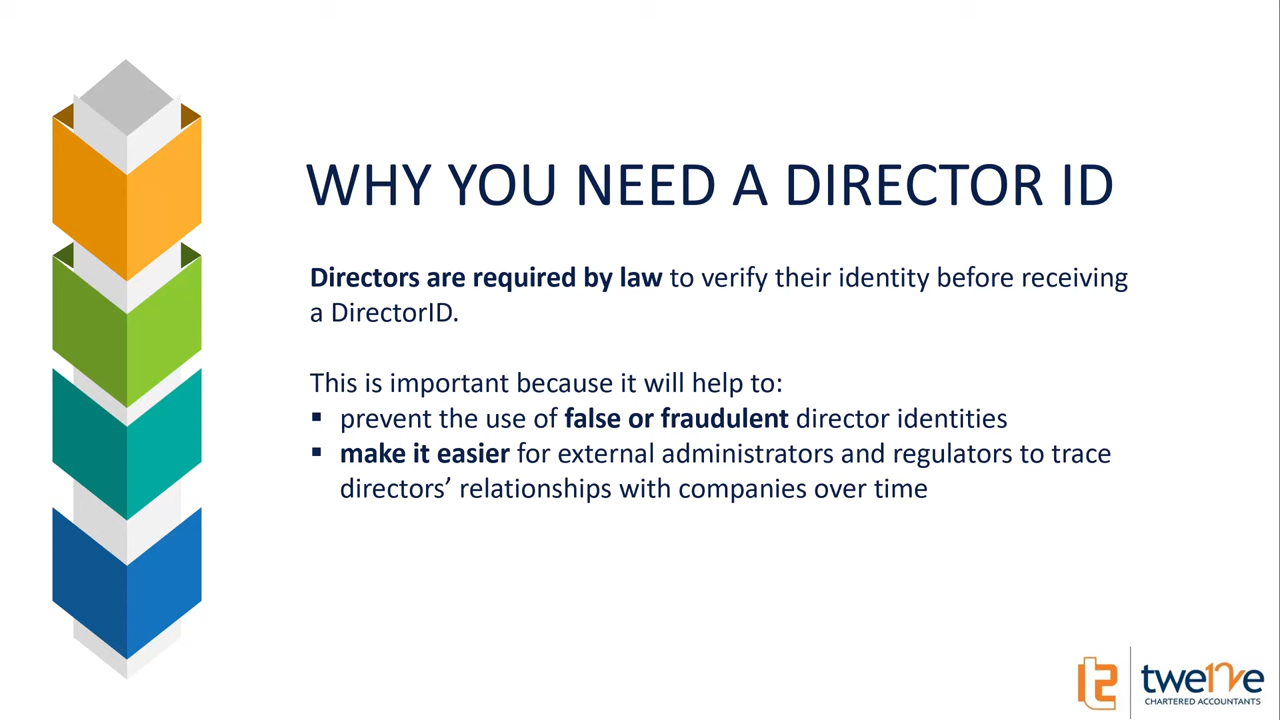 WHY YOU NEED A DIRECTOR ID
Directors are required by law to verify their identity before receiving
a DirectorID.
This is important because it will help to:
▪ prevent the use of false or fraudulent director identities
▪ make it easier for external administrators and regulators to trace
directors’ relationships with companies over time
twe12ve
CHARTERED ACCOUNTANTS